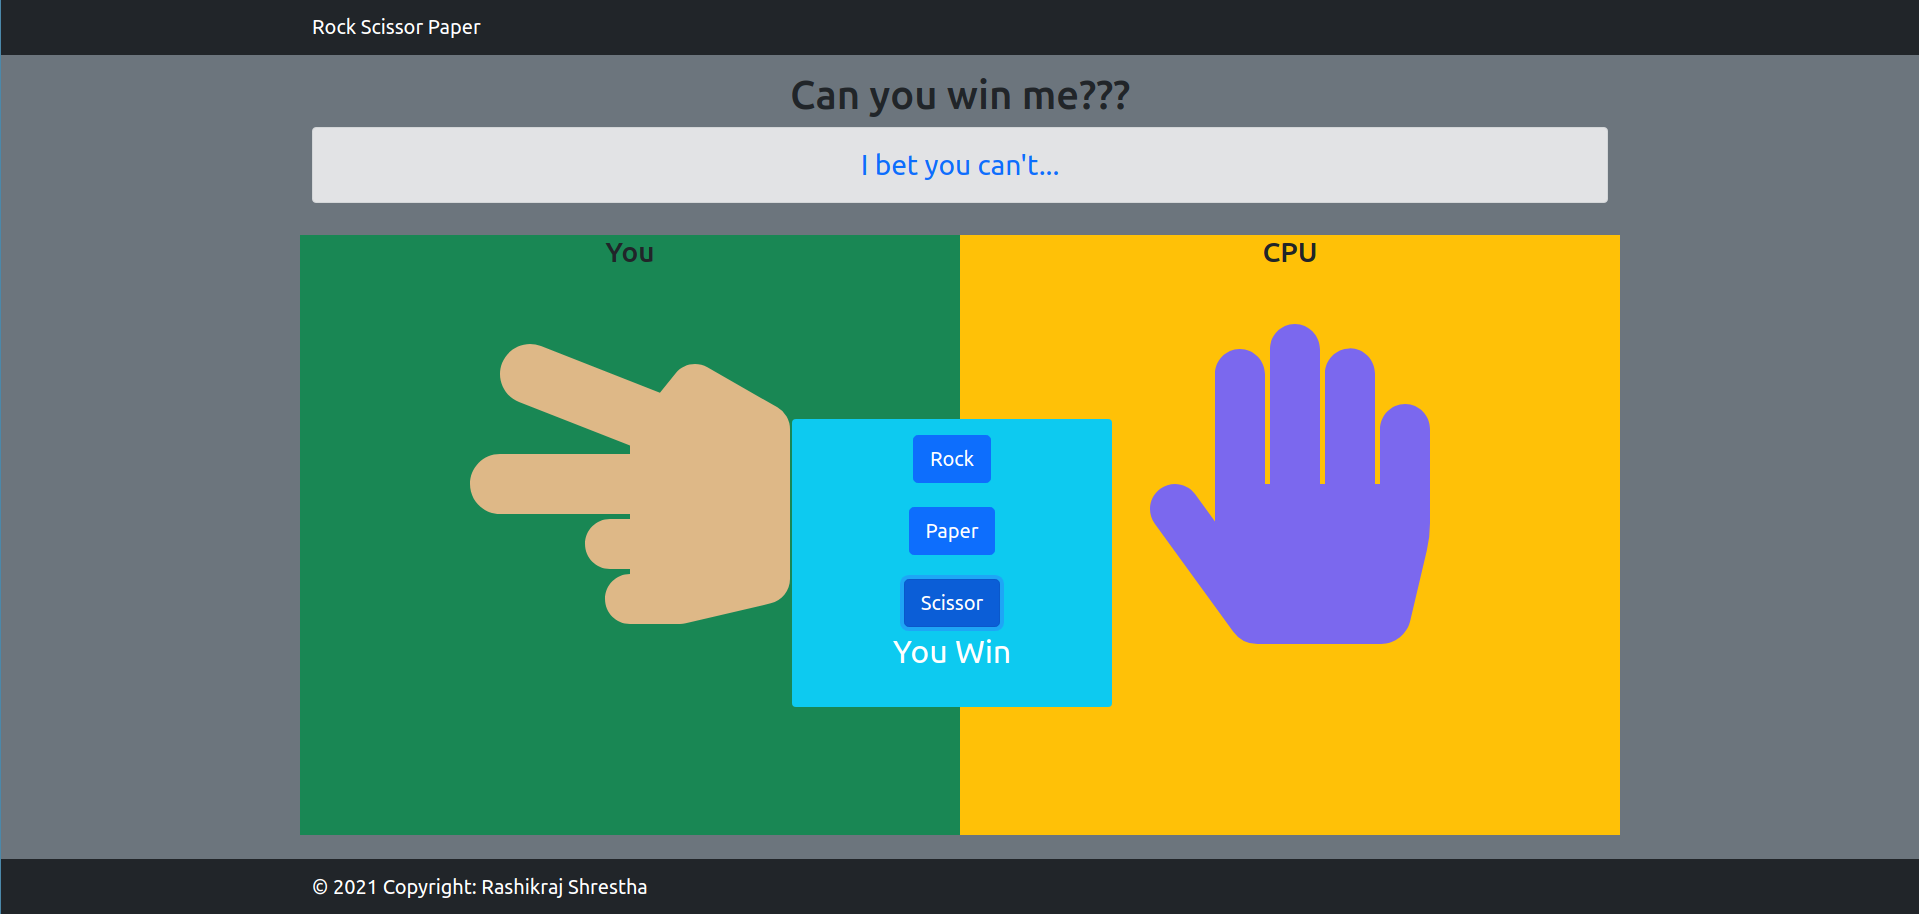 Rock Scissor Paper
Can you win me???
I bet you can't...
You
CPU
Rock
Paper
Scissor
You Win
© 2021 Copyright: Rashikraj Shrestha